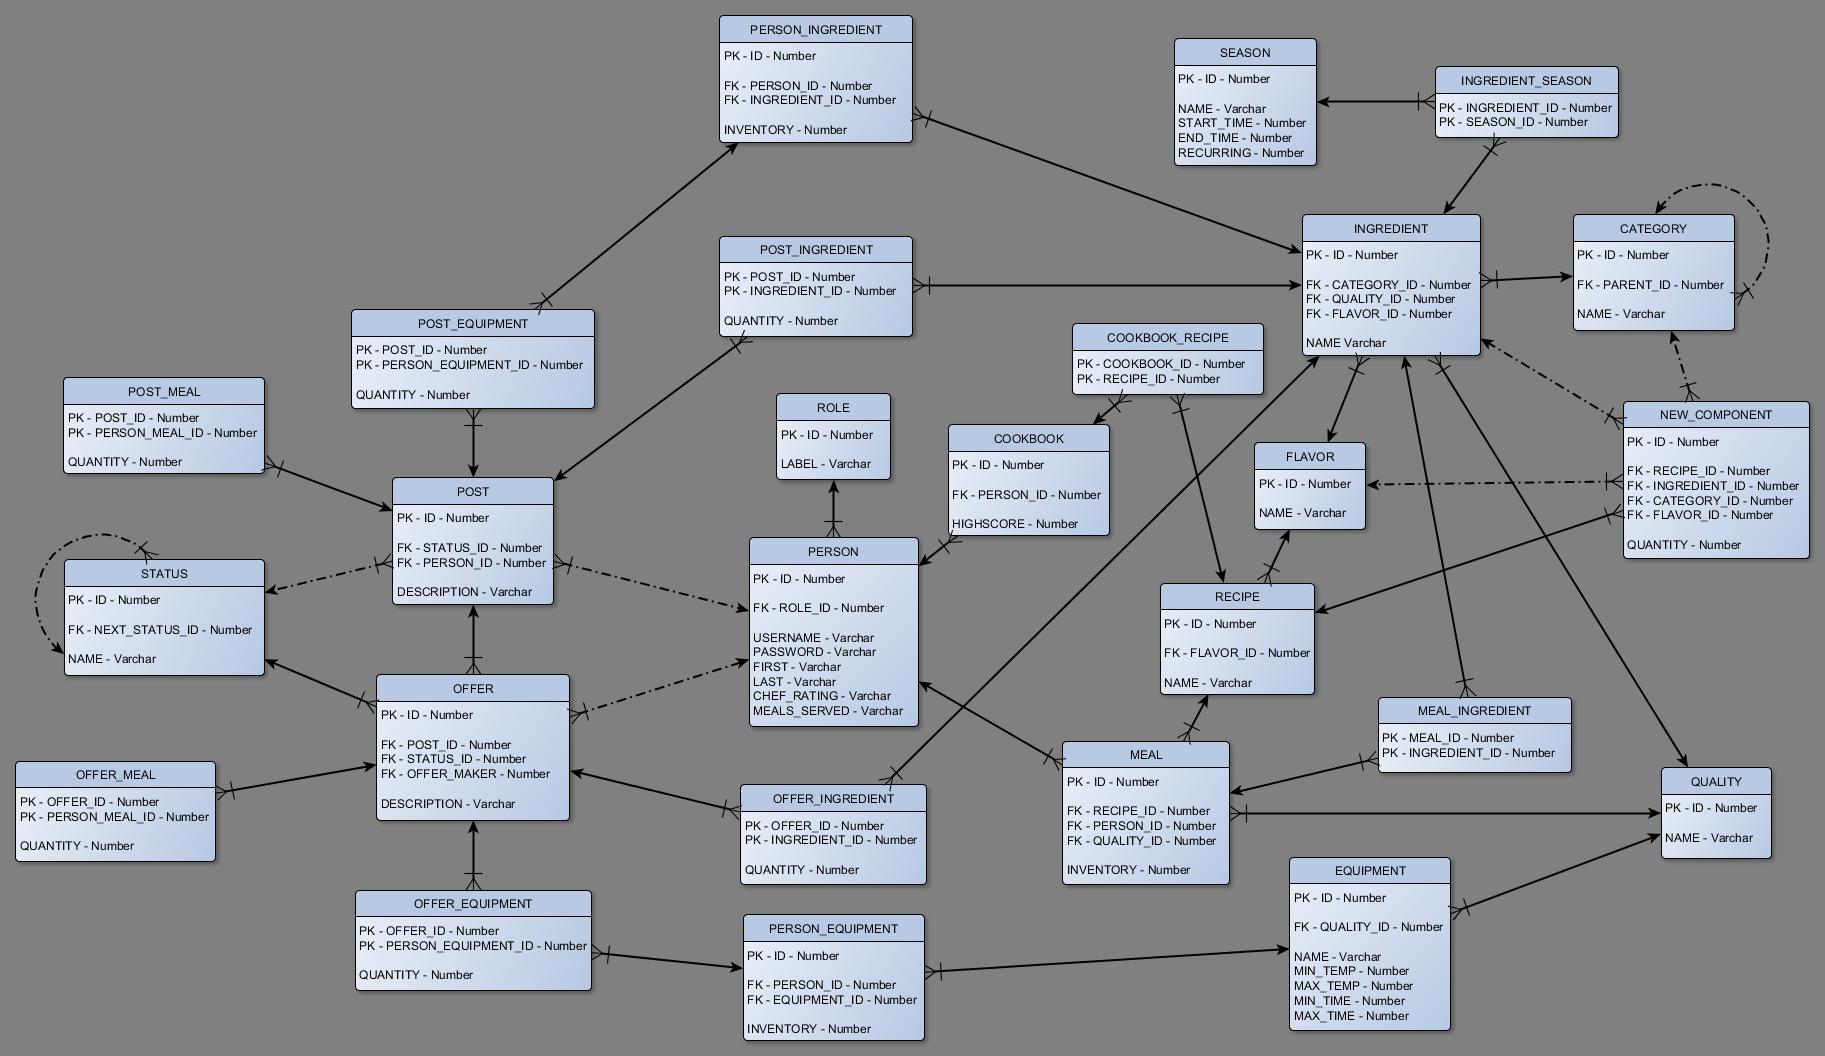 PERSON_INGREDIENT
PK - ID - Number
FK - PERSON_ID - Number
FK - INGREDIENT_ID - Number
INVENTORY - Number
SEASON
PK - ID - Number
NAME - Varchar
START_TIME - Number
END_TIME - Number
RECURRING - Number
INGREDIENT_SEASON
PK - INGREDIENT_ID - Number
PK - SEASON_ID - Number
INGREDIENT
PK - ID - Number
FK - CATEGORY_ID - Number
FK - QUALITY_ID - Number
FK - FLAVOR_ID - Number
NAME Varchar
CATEGORY
PK - ID - Number
FK - PARENT_ID - Number
NAME - Varchar
POST_INGREDIENT
PK - POST_ID - Number
PK - INGREDIENT_ID - Number
QUANTITY - Number
POST_EQUIPMENT
PK - POST_ID - Number
PK - PERSON_EQUIPMENT_ID - Number
QUANTITY - Number
COOKBOOK_RECIPE
PK - COOKBOOK_ID - Number
PK - RECIPE_ID - Number
POST_MEAL
PK - POST_ID - Number
PK - PERSON_MEAL_ID - Number
QUANTITY - Number
ROLE
PK - ID - Number
LABEL - Varchar
COOKBOOK
PK - ID - Number
FK - PERSON_ID - Number
HIGHSCORE - Number
NEW_COMPONENT
PK - ID - Number
FK - RECIPE_ID - Number
FK - INGREDIENT_ID - Number
FK - CATEGORY_ID - Number
FK - FLAVOR_ID - Number
QUANTITY - Number
FLAVOR
PK - ID - Number
NAME - Varchar
POST
PK - ID - Number
FK - STATUS_ID - Number
FK - PERSON_ID - Number
DESCRIPTION - Varchar
PERSON
PK - ID - Number
FK - ROLE_ID - Number
USERNAME - Varchar
PASSWORD - Varchar
FIRST - Varchar
LAST - Varchar
CHEF_RATING - Varchar
MEALS_SERVED - Varchar
STATUS
PK - ID - Number
FK - NEXT_STATUS_ID - Number
NAME - Varchar
RECIPE
PK - ID - Number
FK - FLAVOR_ID - Number
NAME - Varchar
OFFER
PK - ID - Number
FK - POST_ID - Number
FK - STATUS_ID - Number
FK - OFFER_MAKER - Number
DESCRIPTION - Varchar
MEAL_INGREDIENT
PK - MEAL_ID - Number
PK - INGREDIENT_ID - Number
MEAL
PK - ID - Number
FK - RECIPE_ID - Number
FK - PERSON_ID - Number
FK - QUALITY_ID - Number
INVENTORY - Number
OFFER_MEAL
PK - OFFER_ID - Number
PK - PERSON_MEAL_ID - Number
QUANTITY - Number
QUALITY
PK - ID - Number
NAME - Varchar
OFFER_INGREDIENT
PK - OFFER_ID - Number
PK - INGREDIENT_ID - Number
QUANTITY - Number
EQUIPMENT
PK - ID - Number
FK - QUALITY_ID - Number
NAME - Varchar
MIN_TEMP - Number
MAX_TEMP - Number
MIN_TIME - Number
MAX_TIME - Number
OFFER_EQUIPMENT
PK - OFFER_ID - Number
PK - PERSON_EQUIPMENT_ID - Number
QUANTITY - Number
PERSON_EQUIPMENT
PK - ID - Number
FK - PERSON_ID - Number
FK - EQUIPMENT_ID - Number
INVENTORY - Number